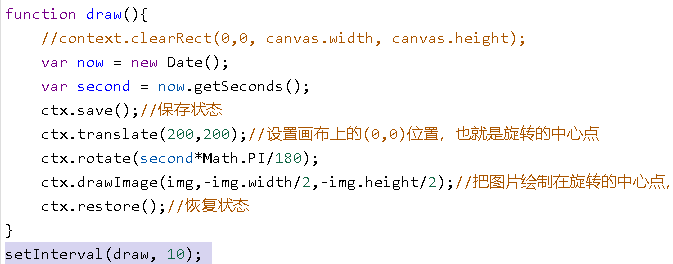 function draw(){
//context.clearRect(0,0, canvas.width, canvas.height);
var now = new Date();
var second = now.getSeconds();
ctx.save();//保存状态
ctx.translate(200,200);//设置画布上的(0,0)位置，也就是旋转的中心点
ctx.rotate(second*Math.PI/180);
ctx.drawImage(img,-img.width/2,-img.height/2);//把图片绘制在旋转的中心点，
ctx.restore();//恢复状态
}
setInterval(draw, 10);